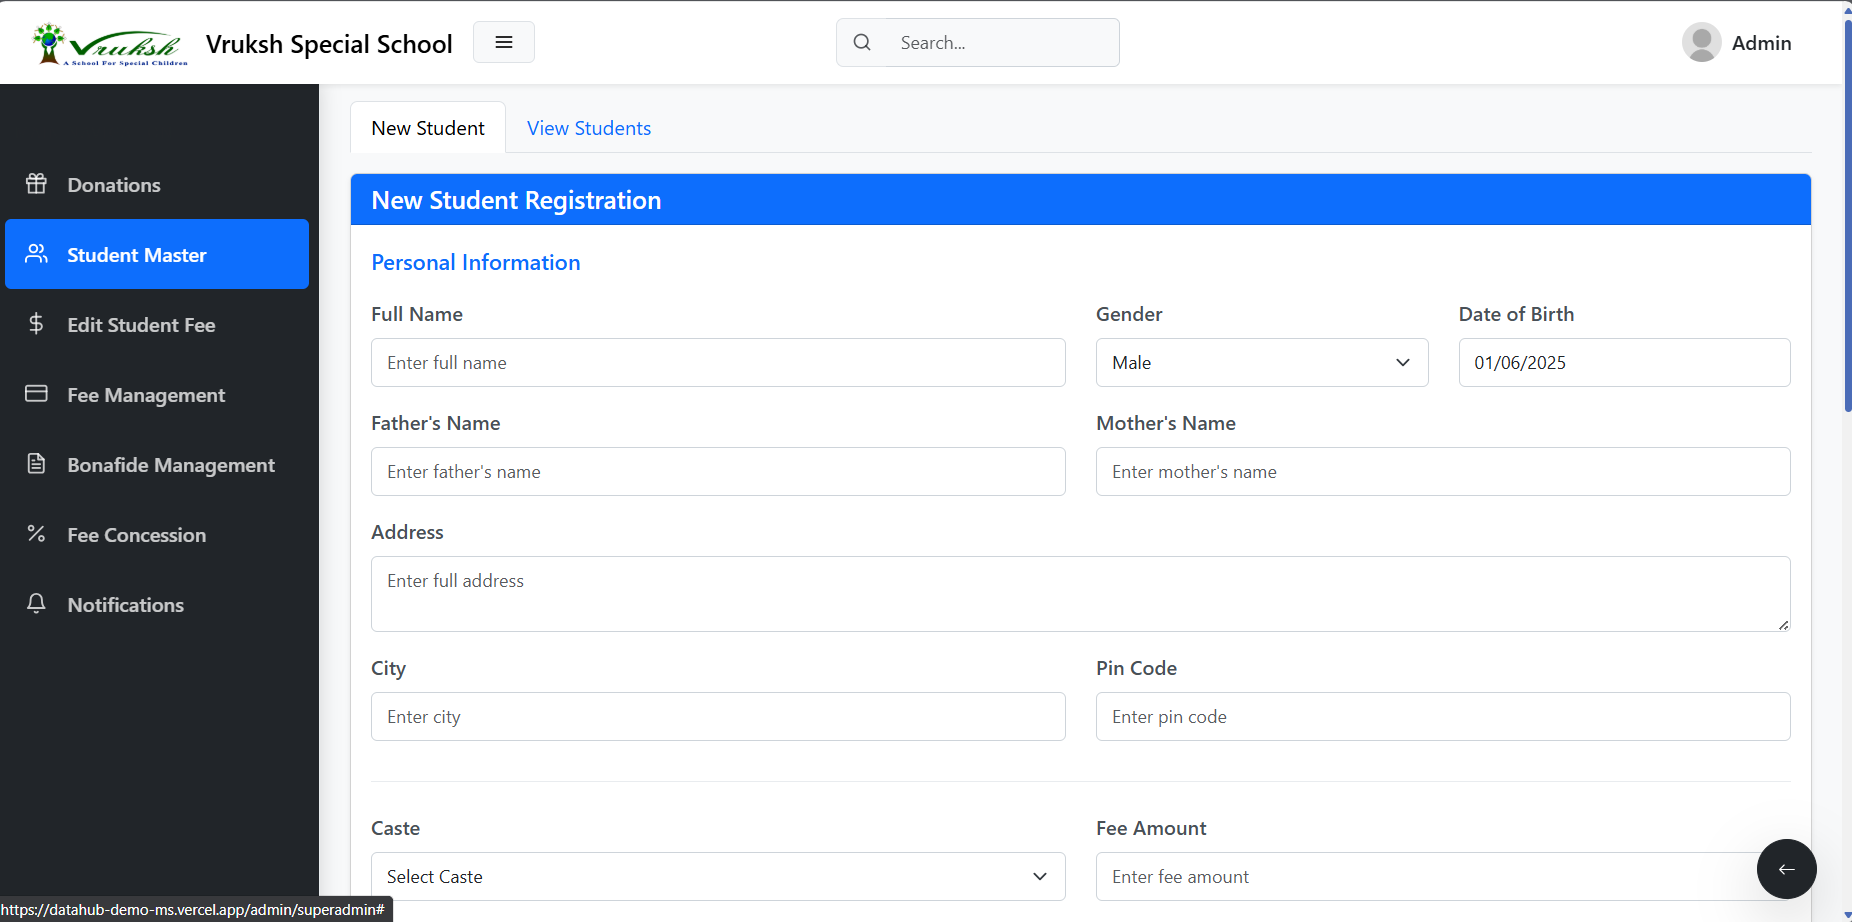 Vruksh
A School For Special Children
Vruksh Special School
Search...
Admin
Donations
Student Master
Edit Student Fee
Fee Management
Bonafide Management
Fee Concession
Notifications
New Student
View Students
New Student Registration
Personal Information
Full Name
Gender
Date of Birth
Enter full name
Male
01/06/2025
Father's Name
Mother's Name
Enter father's name
Enter mother's name
Address
Enter full address
City
Pin Code
Enter city
Enter pin code
Caste
Fee Amount
Select Caste
Enter fee amount
https://datahub-demo-ms.vercel.app/admin/superadmin#